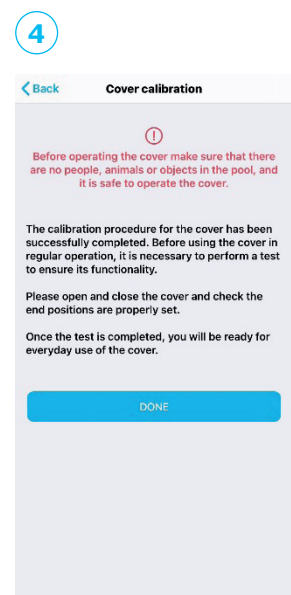 4
Back Cover calibration
Before operating the cover make sure that there
are no people, animals or objects in the pool, and
it is safe to operate the cover.
The calibration procedure for the cover has been
successfully completed. Before using the cover in
regular operation, it is necessary to perform a test
to ensure its functionality.
Please open and close the cover and check the
end positions are properly set.
Once the test is completed, you will be ready for
everyday use of the cover.
DONE